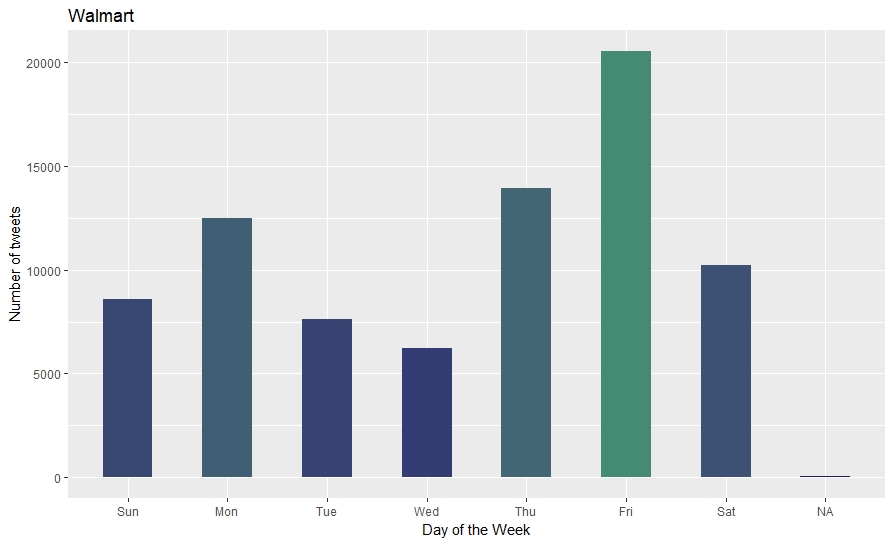 Walmart
20000
15000
10000
5000
0
Number of tweets
Sun Mon Tue Wed Thu Fri Sat NA
Day of the Week